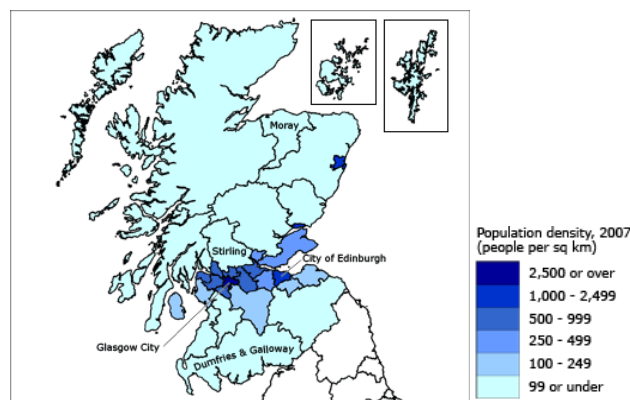 Moray
Stirling
City of Edinburgh
Glasgow City
Dumfries & Galloway
Population density, 2007
(people per sq km)
2,500 or over
1,000 - 2,499
500 - 999
250 - 499
100 - 249
99 or under